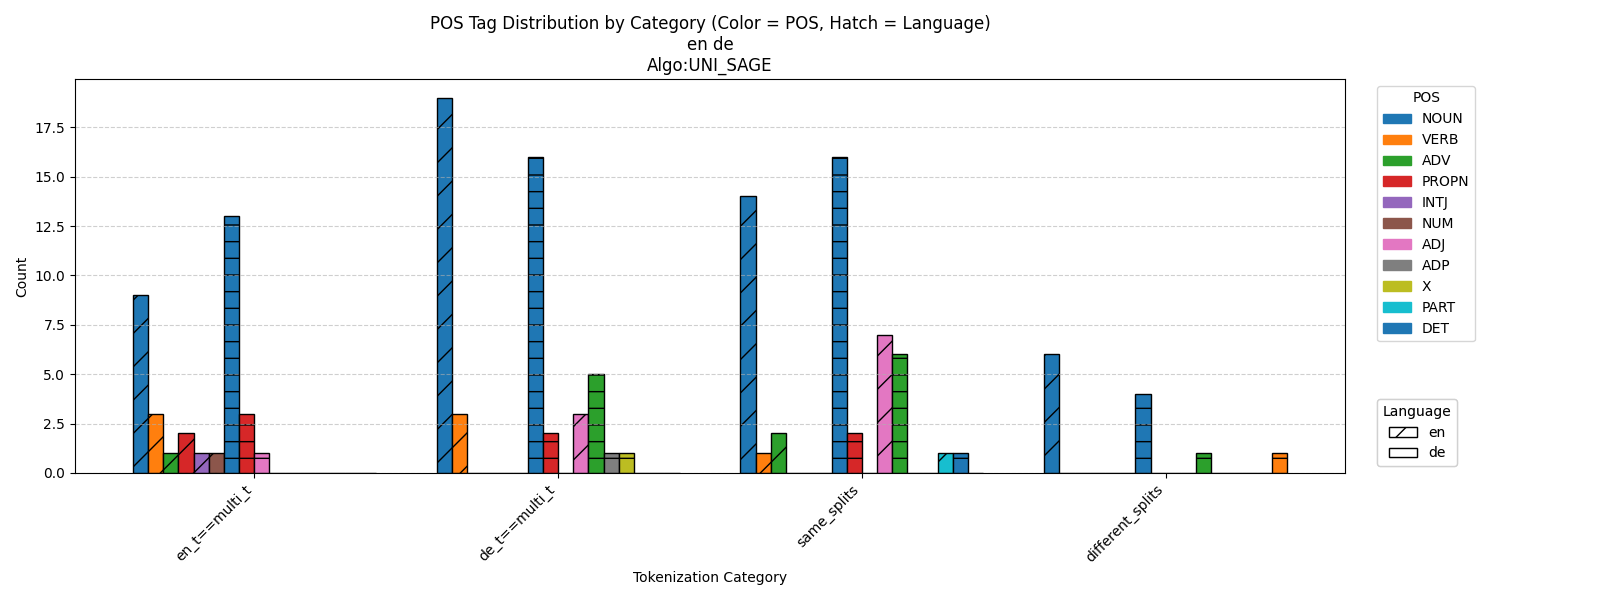 POS Tag Distribution by Category (Color = POS, Hatch = Language)
en de
Algo:UNI_SAGE
Count
17.5
15.0
12.5
10.0
7.5
5.0
2.5
0.0
en_t==multi_t
de_t==multi_t
same_splits
different_splits
Tokenization Category
POS
NOUN
VERB
ADV
PROPN
INTJ
NUM
ADJ
ADP
X
PART
DET
Language
en
de